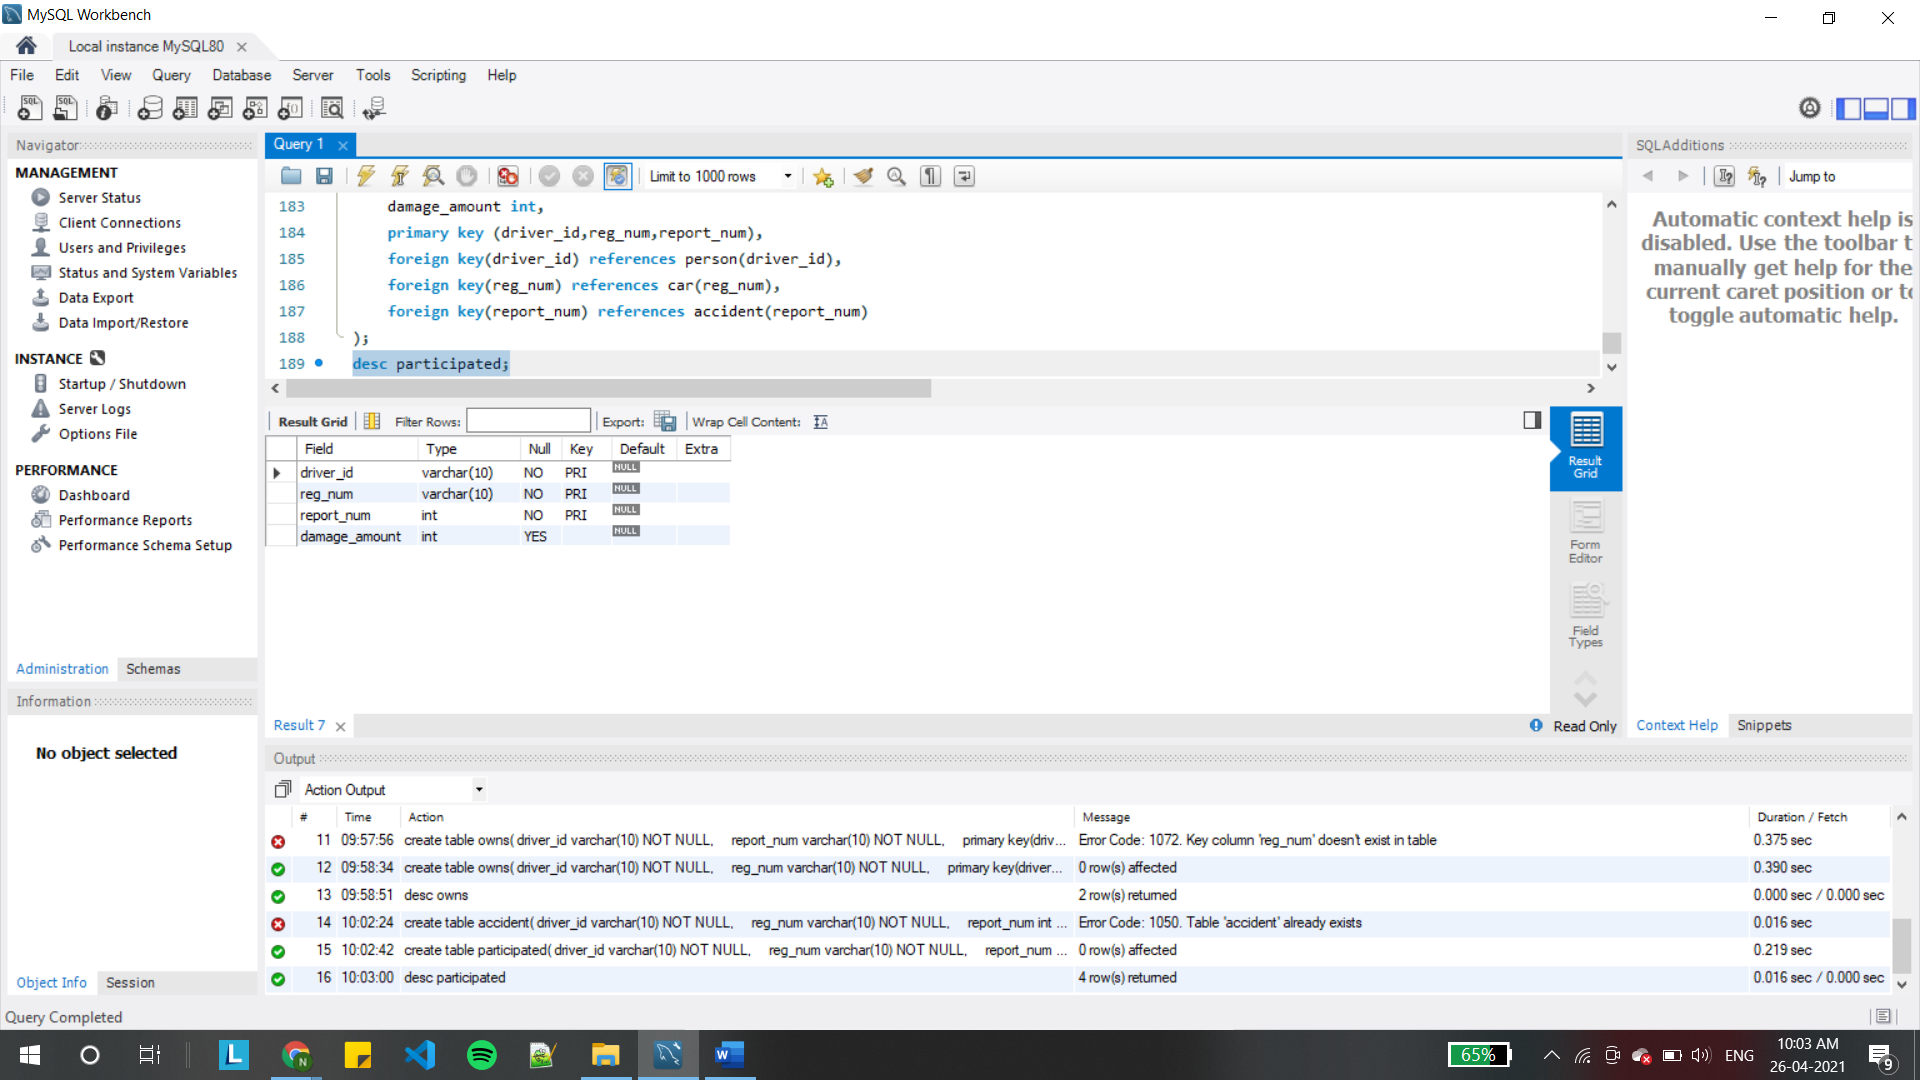 MySQL Workbench
Local instance MySQL80
File Edit View Query Database Server Tools Scripting Help
Navigator
MANAGEMENT
Server Status
Client Connections
Users and Privileges
Status and System Variables
Data Export
Data Import/Restore
INSTANCE
Startup / Shutdown
Server Logs
Options File
PERFORMANCE
Dashboard
Performance Reports
Performance Schema Setup
Administration Schemas
Information
No object selected
Object Info Session
Query 1
Limit to 1000 rows
183 damage_amount int,
184 primary key (driver_id,reg_num,report_num),
185 foreign key(driver_id) references person(driver_id),
186 foreign key(reg_num) references car(reg_num),
187 foreign key(report_num) references accident(report_num)
188 );
189 desc participated;
Result Grid Filter Rows: Export: Wrap Cell Content:
Field Type Null Key Default Extra
driver_id varchar(10) NO PRI NULL
reg_num varchar(10) NO PRI NULL
report_num int NO PRI NULL
damage_amount int YES NULL
Result Grid
Form Editor
Field Types
Result 7
Read Only
SQLAdditions
Jump to
Automatic context help is
disabled. Use the toolbar t
manually get help for the
current caret position or to
toggle automatic help.
Context Help Snippets
Output
Action Output
# Time Action Message Duration / Fetch
11 09:57:56 create table owns( driver_id varchar(10) NOT NULL, report_num varchar(10) NOT NULL, primary key(driv... Error Code: 1072. Key column 'reg_num' doesn't exist in table 0.375 sec
12 09:58:34 create table owns( driver_id varchar(10) NOT NULL, reg_num varchar(10) NOT NULL, primary key(driver... 0 row(s) affected 0.390 sec
13 09:58:51 desc owns 2 row(s) returned 0.000 sec / 0.000 sec
14 10:02:24 create table accident( driver_id varchar(10) NOT NULL, reg_num varchar(10) NOT NULL, report_num int ... Error Code: 1050. Table 'accident' already exists 0.016 sec
15 10:02:42 create table participated( driver_id varchar(10) NOT NULL, reg_num varchar(10) NOT NULL, report_num ... 0 row(s) affected 0.219 sec
16 10:03:00 desc participated 4 row(s) returned 0.016 sec / 0.000 sec
Query Completed
65%
ENG
10:03 AM
26-04-2021
9